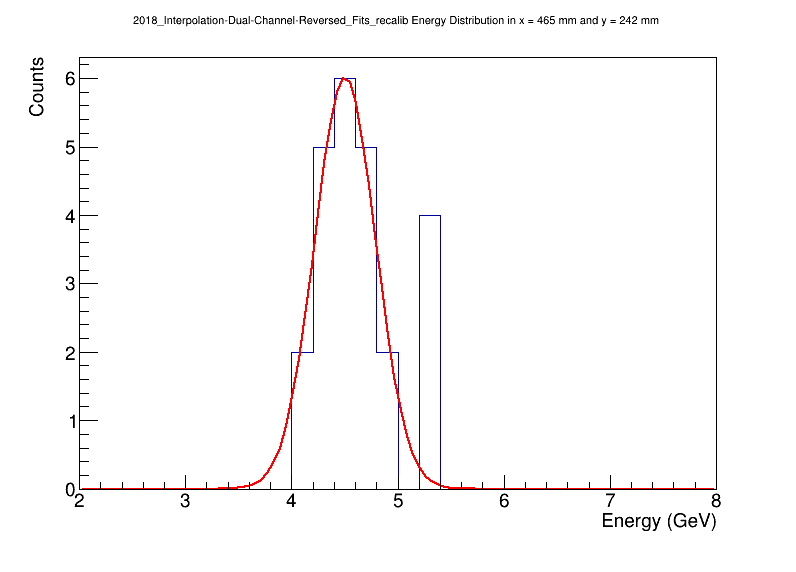 2018_Interpolation-Dual-Channel-Reversed_Fits_recalib Energy Distribution in x = 465 mm and y = 242 mm
Counts
6
5
4
3
2
1
0
2 3 4 5 6 7 8
Energy (GeV)